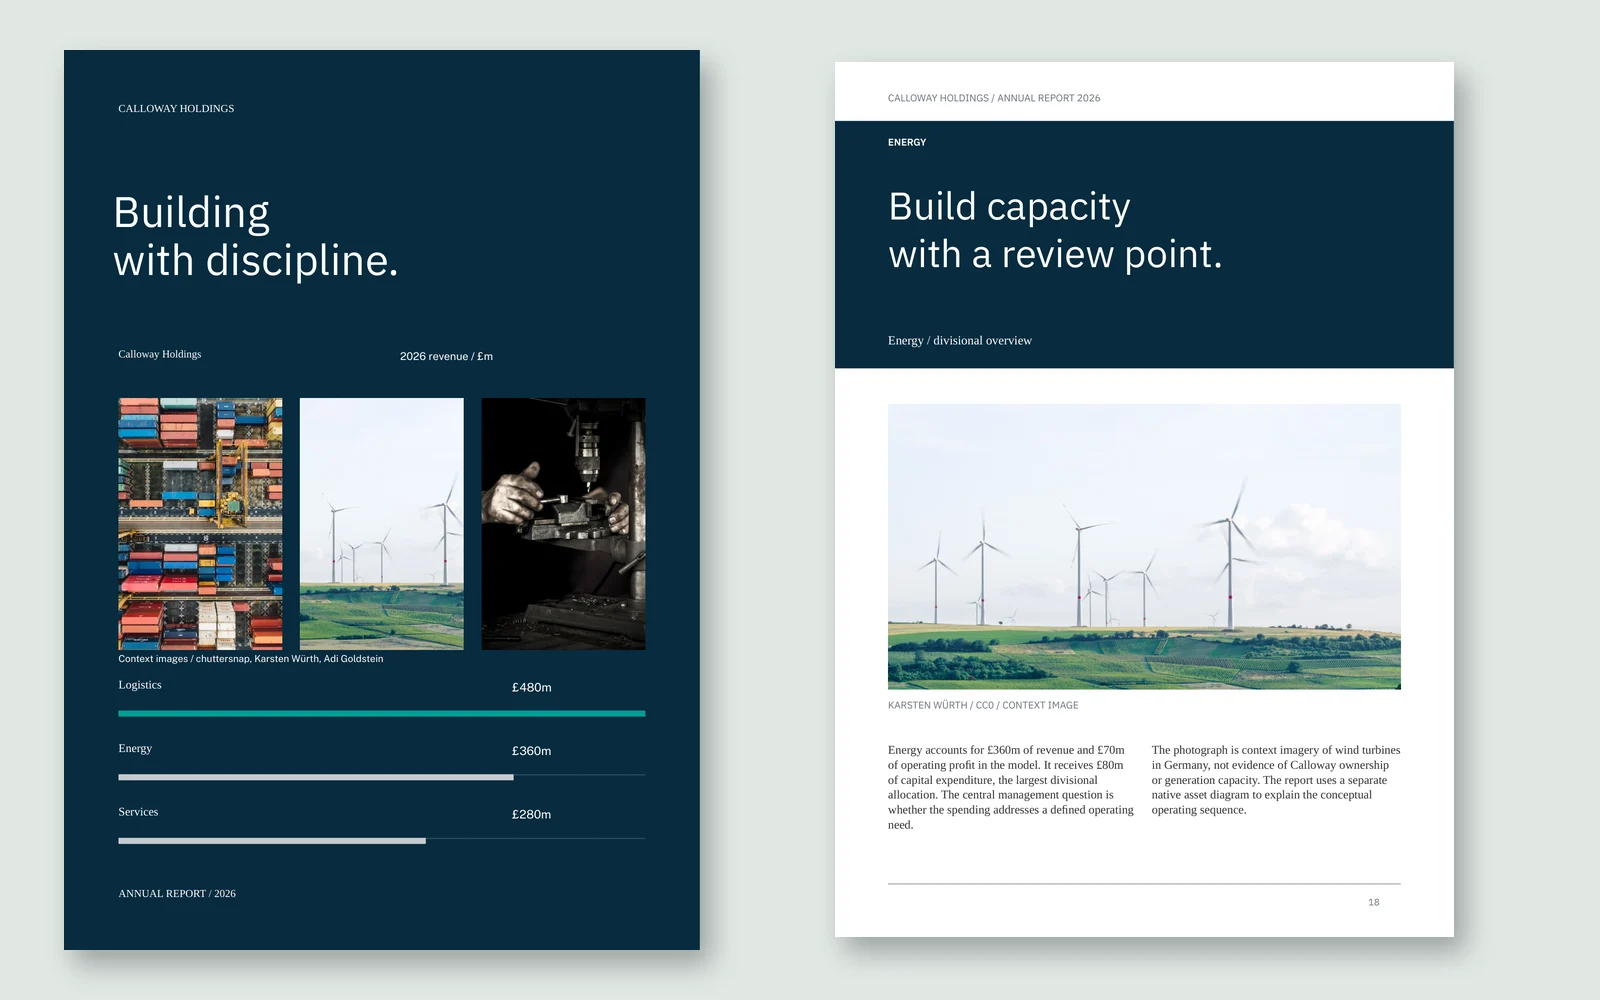 CALLOWAY HOLDINGS
Building
with discipline.
Calloway Holdings
2026 revenue / £m
Context images / chuttersnap, Karsten Würth, Adi Goldstein
Logistics
£480m
Energy
£360m
Services
£280m
ANNUAL REPORT / 2026
CALLOWAY HOLDINGS / ANNUAL REPORT 2026
ENERGY
Build capacity
with a review point.
Energy / divisional overview
KARSTEN WÜRTH / CC0 / CONTEXT IMAGE
Energy accounts for £360m of revenue and £70m
of operating profit in the model. It receives £80m
of capital expenditure, the largest divisional
allocation. The central management question is
whether the spending addresses a defined operating
need.
The photograph is context imagery of wind turbines
in Germany, not evidence of Calloway ownership
or generation capacity. The report uses a separate
native asset diagram to explain the conceptual
operating sequence.
18